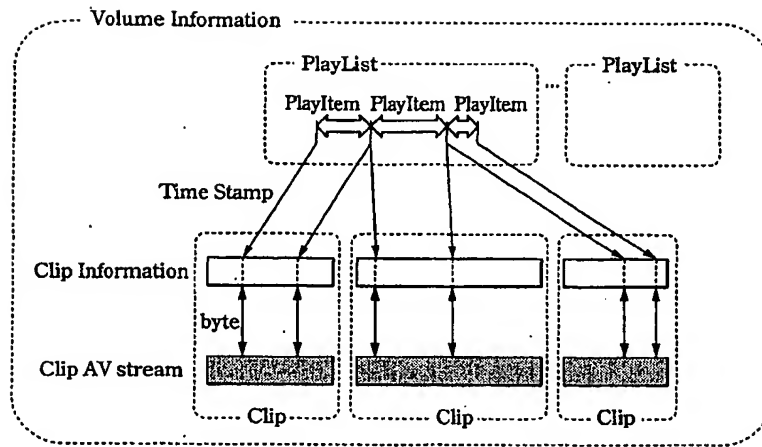 Volume Information
PlayList
PlayList
...
PlayItem PlayItem PlayItem
Time Stamp
Clip Information
byte
Clip AV stream
Clip
Clip
Clip